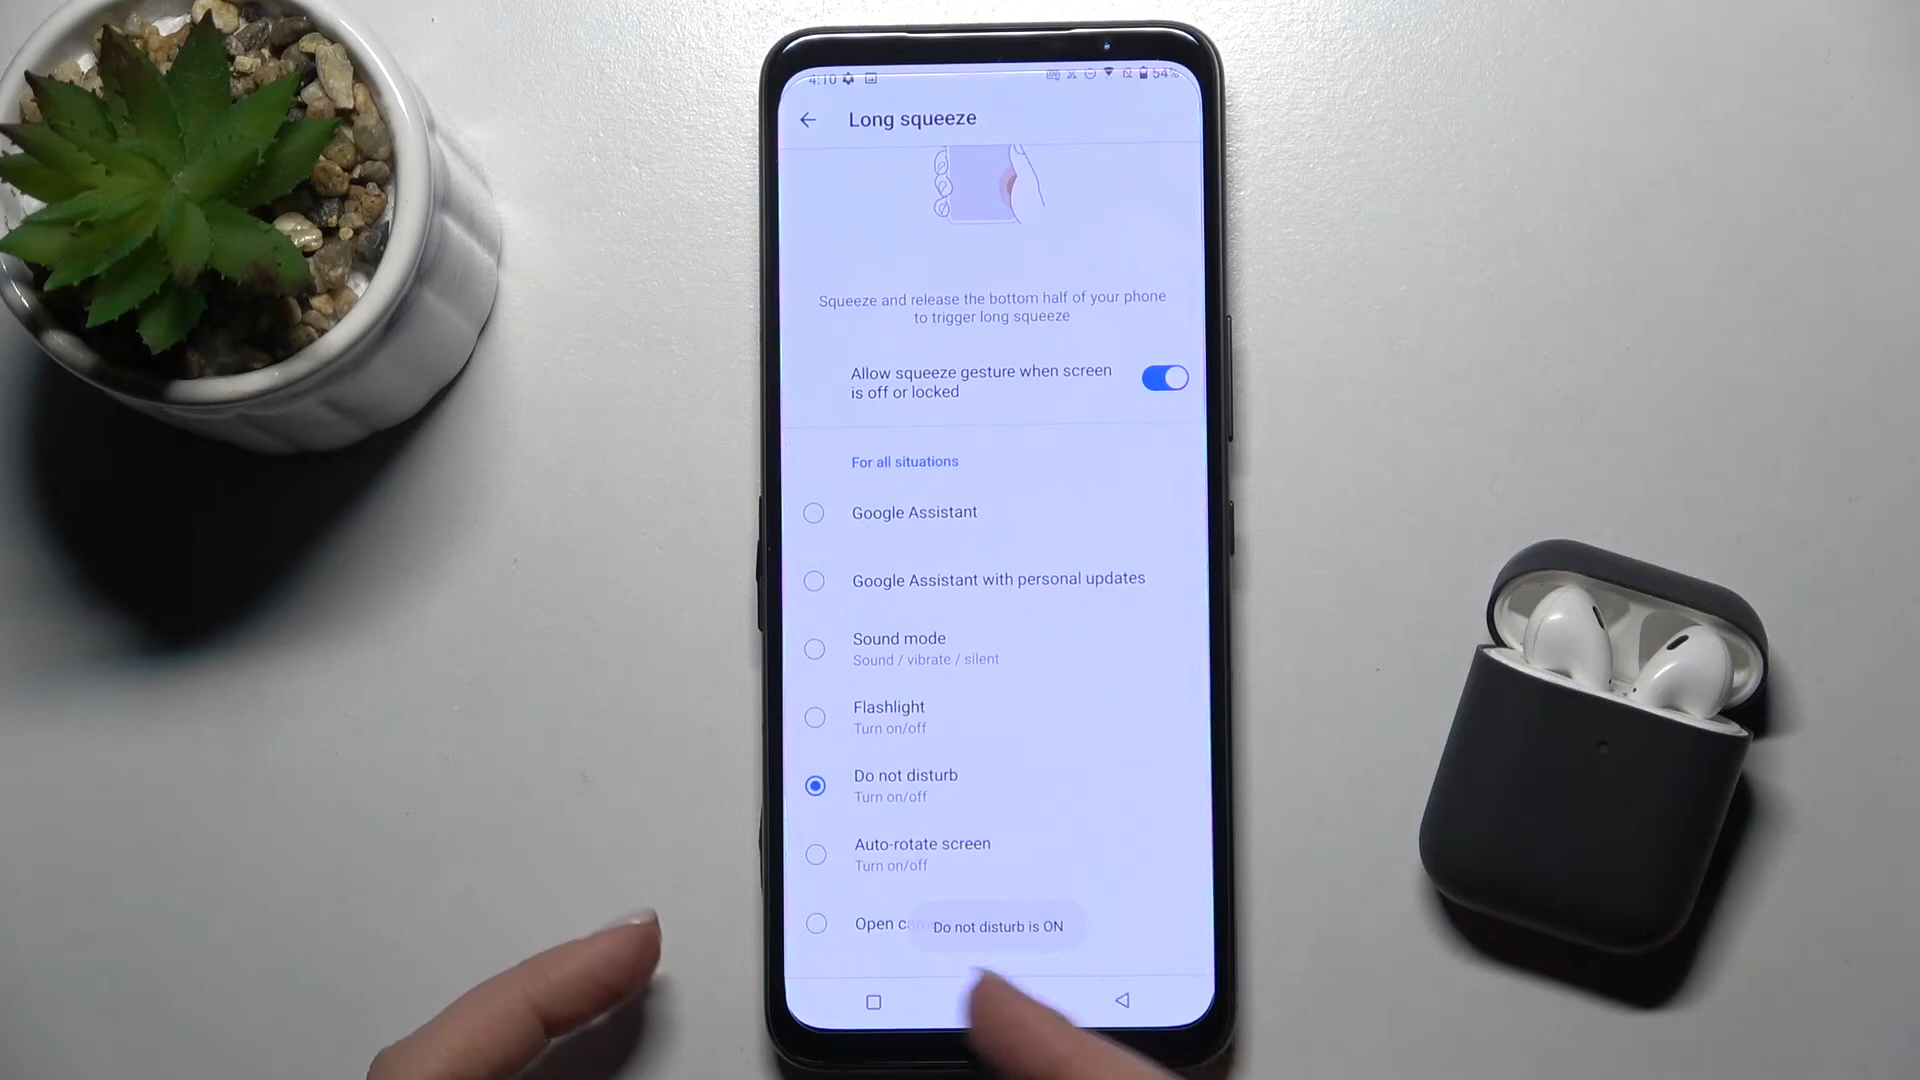 4:10 54%
Long squeeze
Squeeze and release the bottom half of your phone
to trigger long squeeze
Allow squeeze gesture when screen
is off or locked
For all situations
Google Assistant
Google Assistant with personal updates
Sound mode
Sound / vibrate / silent
Flashlight
Turn on/off
Do not disturb
Turn on/off
Auto-rotate screen
Turn on/off
Open
Do not disturb is ON